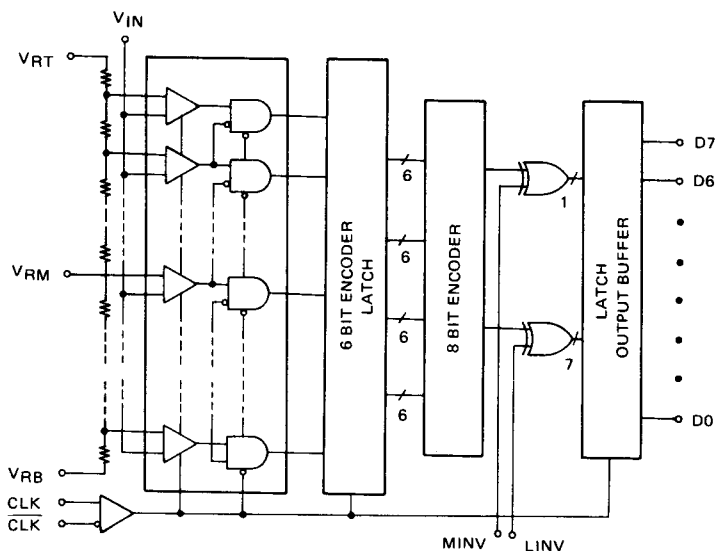 VIN
VRT
VRM
VRB
CLK
CLK
6 BIT ENCODER
LATCH
6
6
6
6
8 BIT ENCODER
1
7
MINV
LINV
LATCH
OUTPUT BUFFER
D7
D6
D0